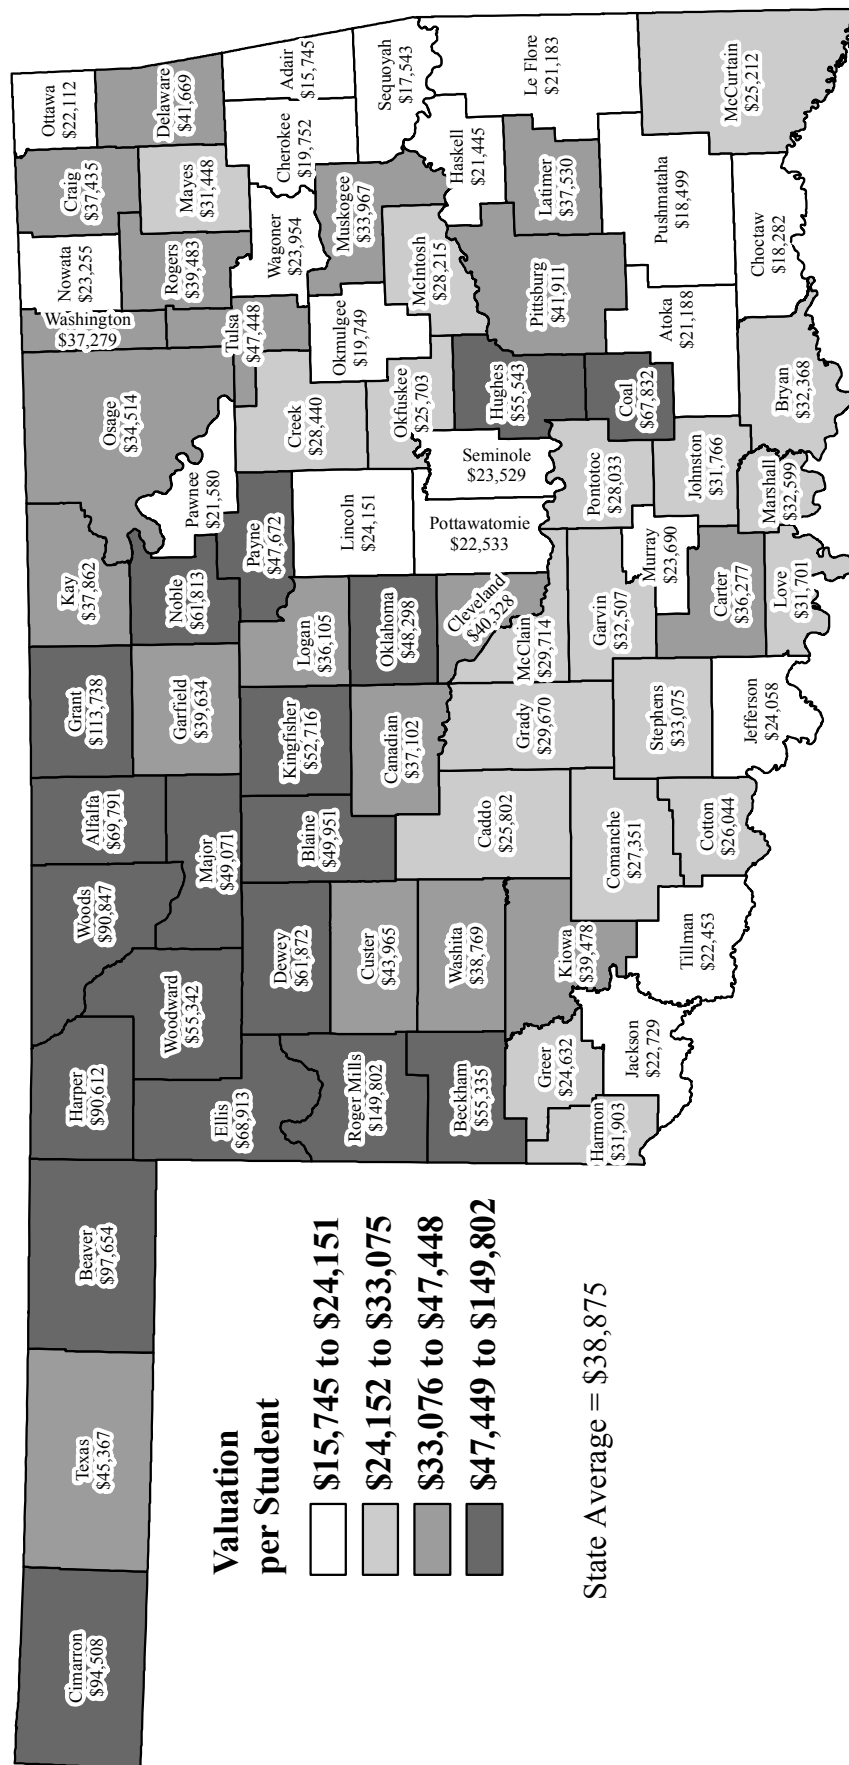 Cimarron
$94,508
Texas
$45,367
Beaver
$97,654
Harper
$90,612
Woods
$90,847
Alfalfa
$69,791
Grant
$113,738
Kay
$37,862
Osage
$34,514
Washington
$37,279
Nowata
$23,255
Craig
$37,435
Ottawa
$22,112
Ellis
$68,913
Woodward
$55,342
Major
$49,071
Garfield
$39,634
Noble
$61,813
Pawnee
$21,580
Tulsa
$47,448
Rogers
$39,483
Mayes
$31,448
Delaware
$41,669
Roger Mills
$149,802
Dewey
$61,872
Blaine
$49,951
Kingfisher
$52,716
Logan
$36,105
Payne
$47,672
Creek
$28,440
Wagoner
$23,954
Cherokee
$19,752
Adair
$15,745
Custer
$43,965
Canadian
$37,102
Oklahoma
$48,298
Lincoln
$24,151
Okfuskee
$25,703
Okmulgee
$19,749
Muskogee
$33,967
Sequoyah
$17,543
Beckham
$55,335
Washita
$38,769
Caddo
$25,802
Grady
$29,670
McClain
$29,714
Cleveland
$40,328
Pottawatomie
$22,533
Seminole
$23,529
Hughes
$55,543
McIntosh
$28,215
Haskell
$21,445
Le Flore
$21,183
Harmon
$31,903
Greer
$24,632
Kiowa
$39,478
Comanche
$27,351
Garvin
$32,507
Pontotoc
$28,033
Pittsburg
$41,911
Latimer
$37,530
Jackson
$22,729
Tillman
$22,453
Cotton
$26,044
Stephens
$33,075
Murray
$23,690
Johnston
$31,766
Coal
$67,832
Atoka
$21,188
Pushmataha
$18,499
McCurtain
$25,212
Jefferson
$24,058
Carter
$36,277
Love
$31,701
Marshall
$32,599
Bryan
$32,368
Choctaw
$18,282
Valuation
per Student
$15,745 to $24,151
$24,152 to $33,075
$33,076 to $47,448
$47,449 to $149,802
State Average = $38,875